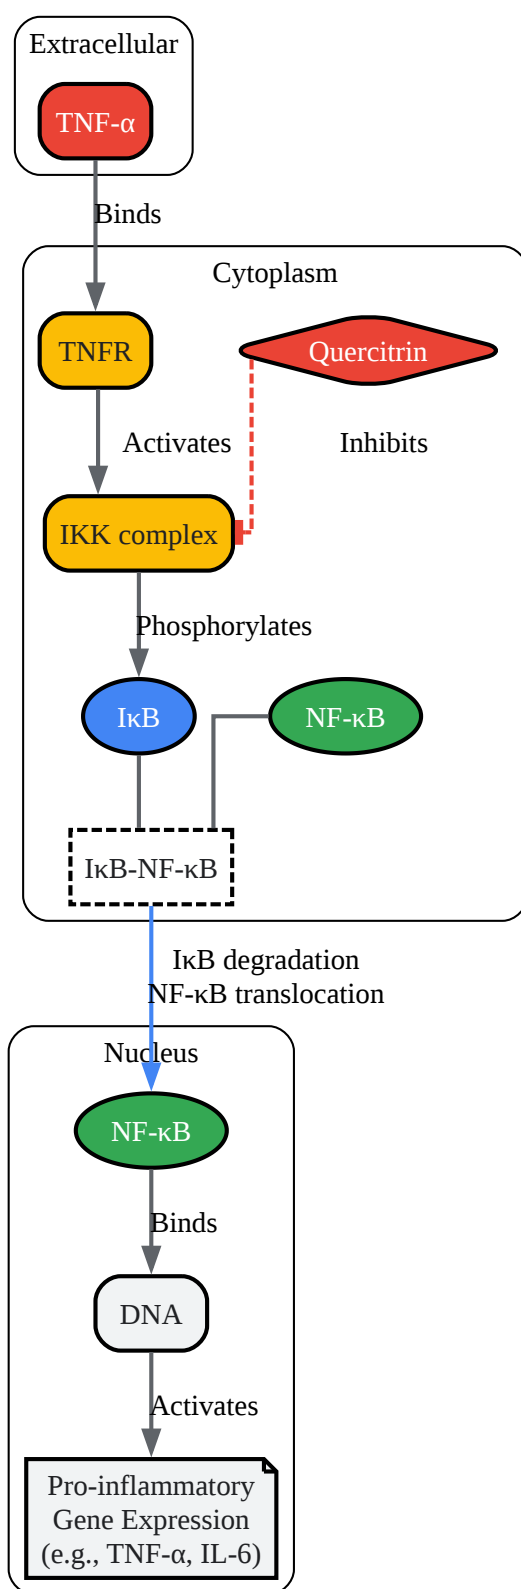 Extracellular
TNF-α
Binds
Cytoplasm
TNFR
Quercitrin
Activates
Inhibits
IKK complex
Phosphorylates
IκB
NF-κB
IκB-NF-κB
IκB degradation
NF-κB translocation
Nucleus
NF-κB
Binds
DNA
Activates
Pro-inflammatory
Gene Expression
(e.g., TNF-α, IL-6)